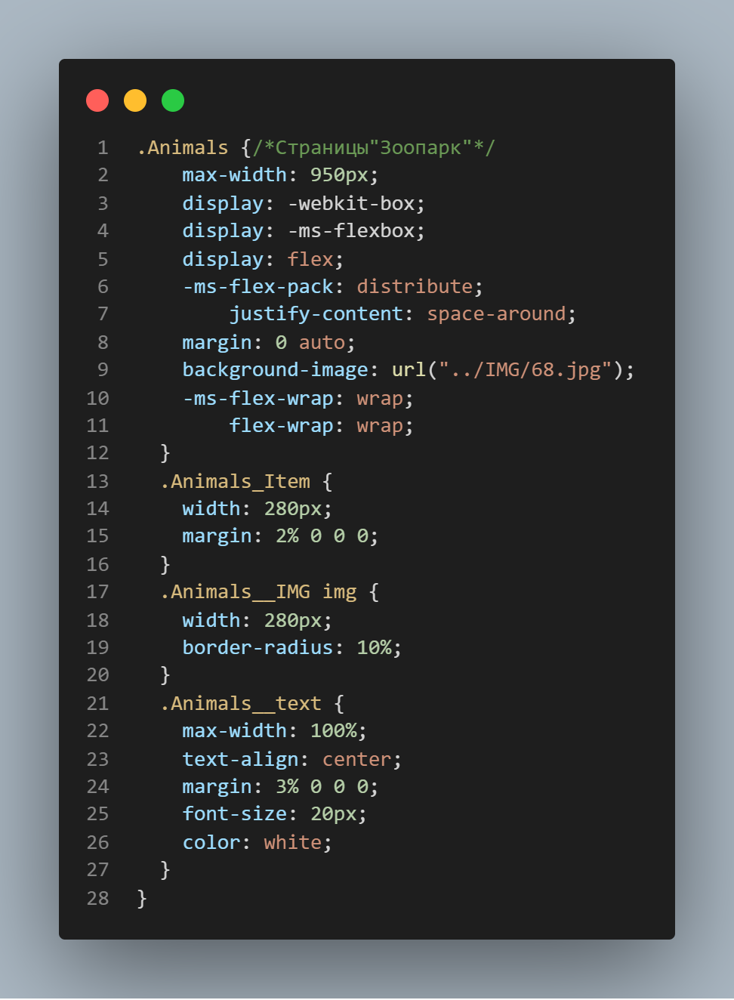 1 .Animals {/*Страницы"Зоопарк"*/
2 max-width: 950px;
3 display: -webkit-box;
4 display: -ms-flexbox;
5 display: flex;
6 -ms-flex-pack: distribute;
7 justify-content: space-around;
8 margin: 0 auto;
9 background-image: url("../IMG/68.jpg");
10 -ms-flex-wrap: wrap;
11 flex-wrap: wrap;
12 }
13 .Animals_Item {
14 width: 280px;
15 margin: 2% 0 0 0;
16 }
17 .Animals__IMG img {
18 width: 280px;
19 border-radius: 10%;
20 }
21 .Animals__text {
22 max-width: 100%;
23 text-align: center;
24 margin: 3% 0 0 0;
25 font-size: 20px;
26 color: white;
27 }
28 }